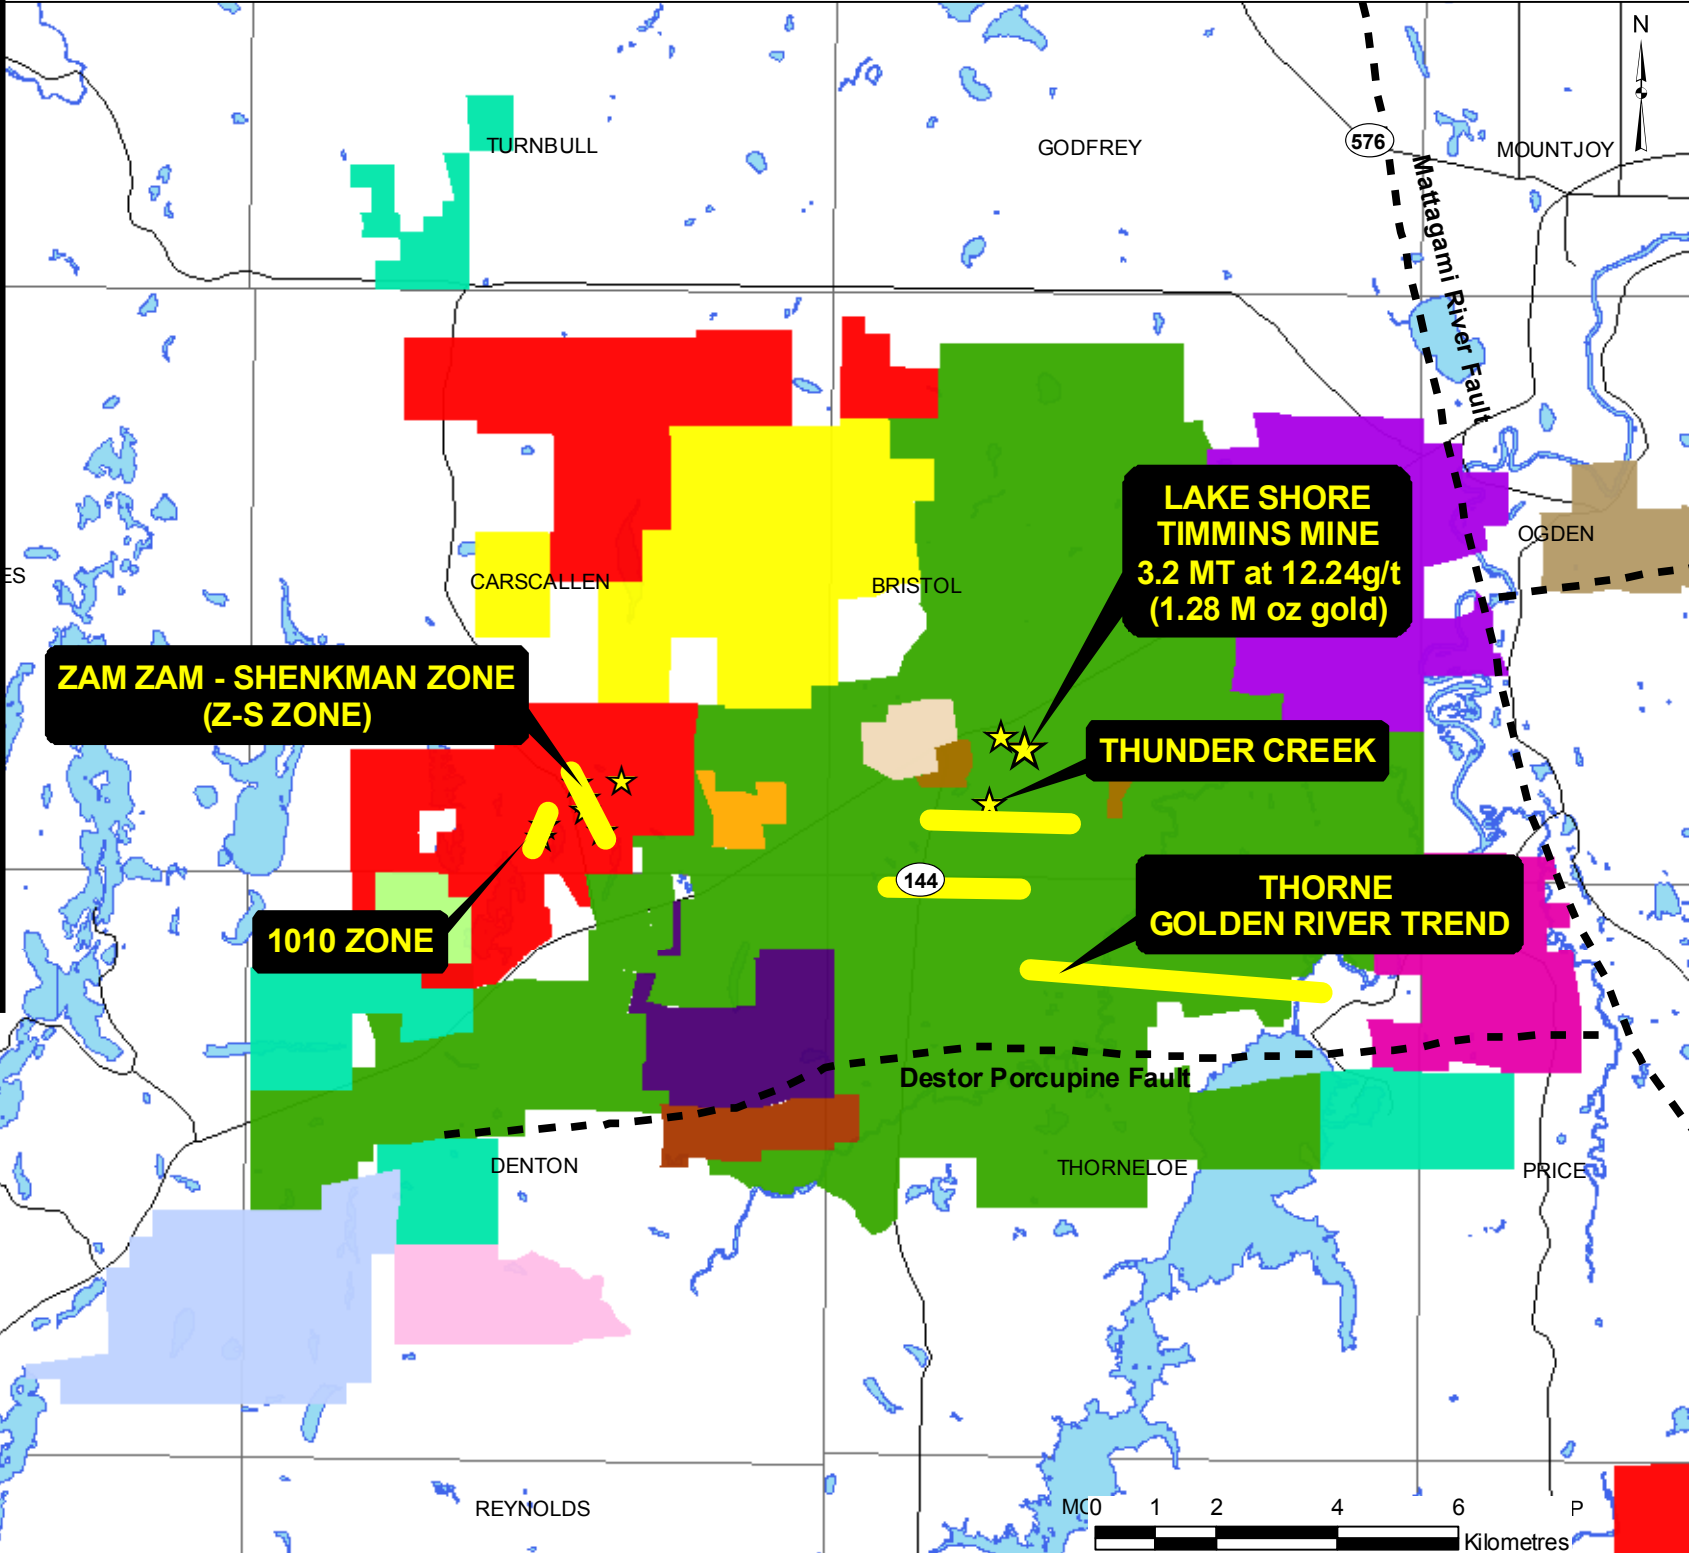 N
TURNBULL
GODFREY
576
MOUNTJOY
Mattagami River Fault
LAKE SHORE
TIMMINS MINE
3.2 MT at 12.24g/t
(1.28 M oz gold)
OGDEN
ES
CARSCALLEN
BRISTOL
ZAM ZAM - SHENKMAN ZONE
(Z-S ZONE)
THUNDER CREEK
144
THORNE
GOLDEN RIVER TREND
1010 ZONE
Destor Porcupine Fault
DENTON
THORNELOE
PRICE
REYNOLDS
MC
0 1 2 4 6
P
Kilometres